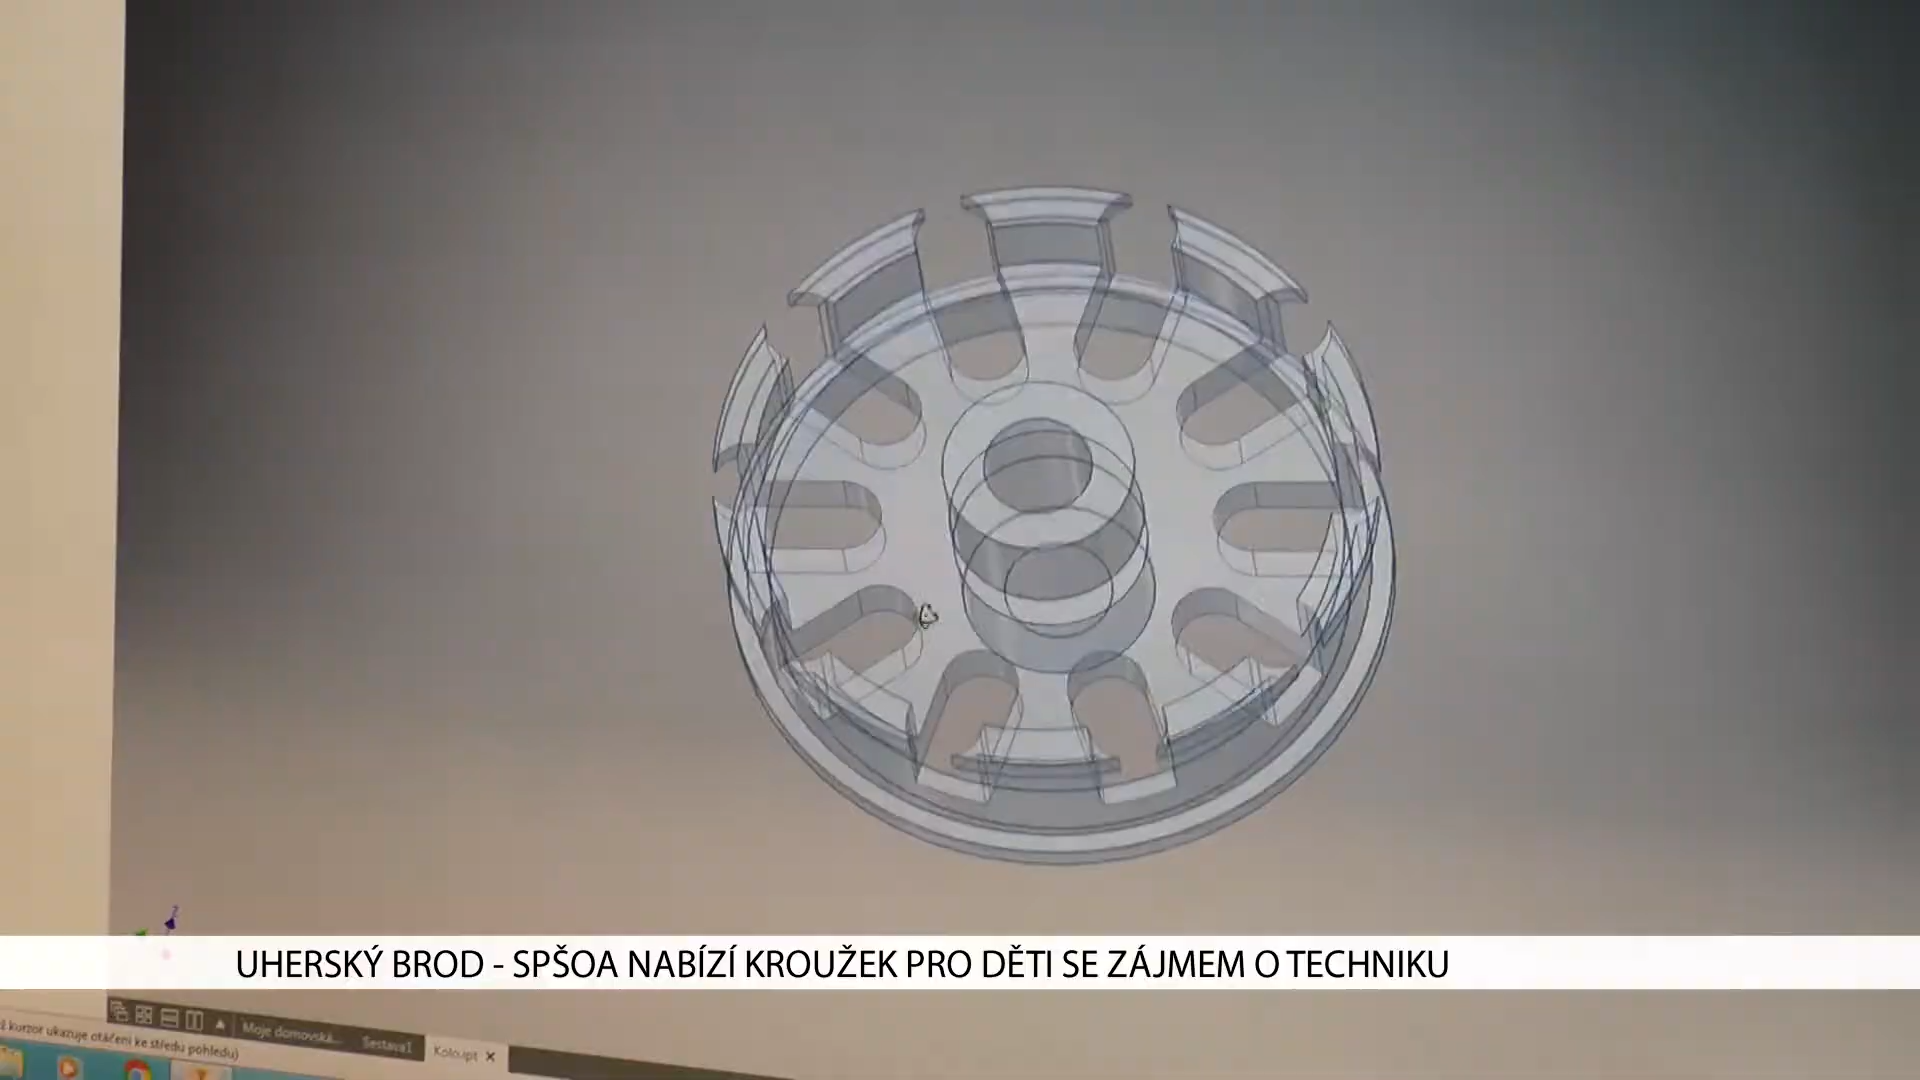 Z
UHERSKÝ BROD - SPŠOA NABÍZÍ KROUŽEK PRO DĚTI SE ZÁJMEM O TECHNIKU
Moje domovská... Sestava1 Kolo.ipt
kurzor ukazuje otáčení ke středu pohledu)